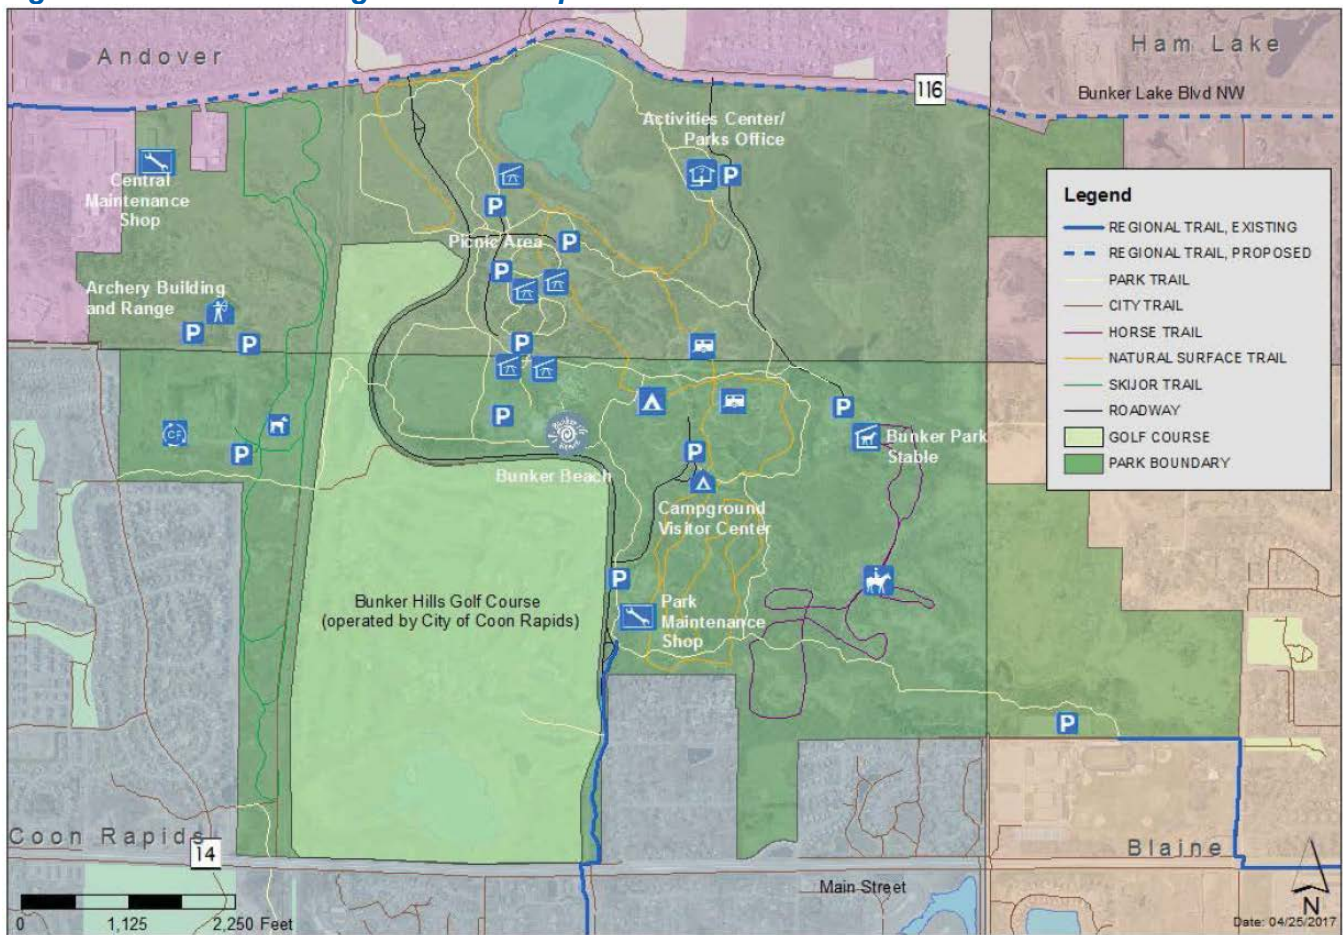 Andover
Ham Lake
116
Bunker Lake Blvd NW
Activities Center/
Parks Office
P
Central
Maintenance
Shop
P
Picnic Area
P
P
Archery Building
and Range
P
P
P
P
P
P
CF
P
Bunker Beach
P
Bunker Park
Stable
Campground
Visitor Center
P
Park
Maintenance
Shop
Bunker Hills Golf Course
(operated by City of Coon Rapids)
P
Legend
REGIONAL TRAIL, EXISTING
REGIONAL TRAIL, PROPOSED
PARK TRAIL
CITY TRAIL
HORSE TRAIL
NATURAL SURFACE TRAIL
SKIJOR TRAIL
ROADWAY
GOLF COURSE
PARK BOUNDARY
Coon Rapids
14
Blaine
Main Street
0 1,125 2,250 Feet
N
Date: 04/25/2017